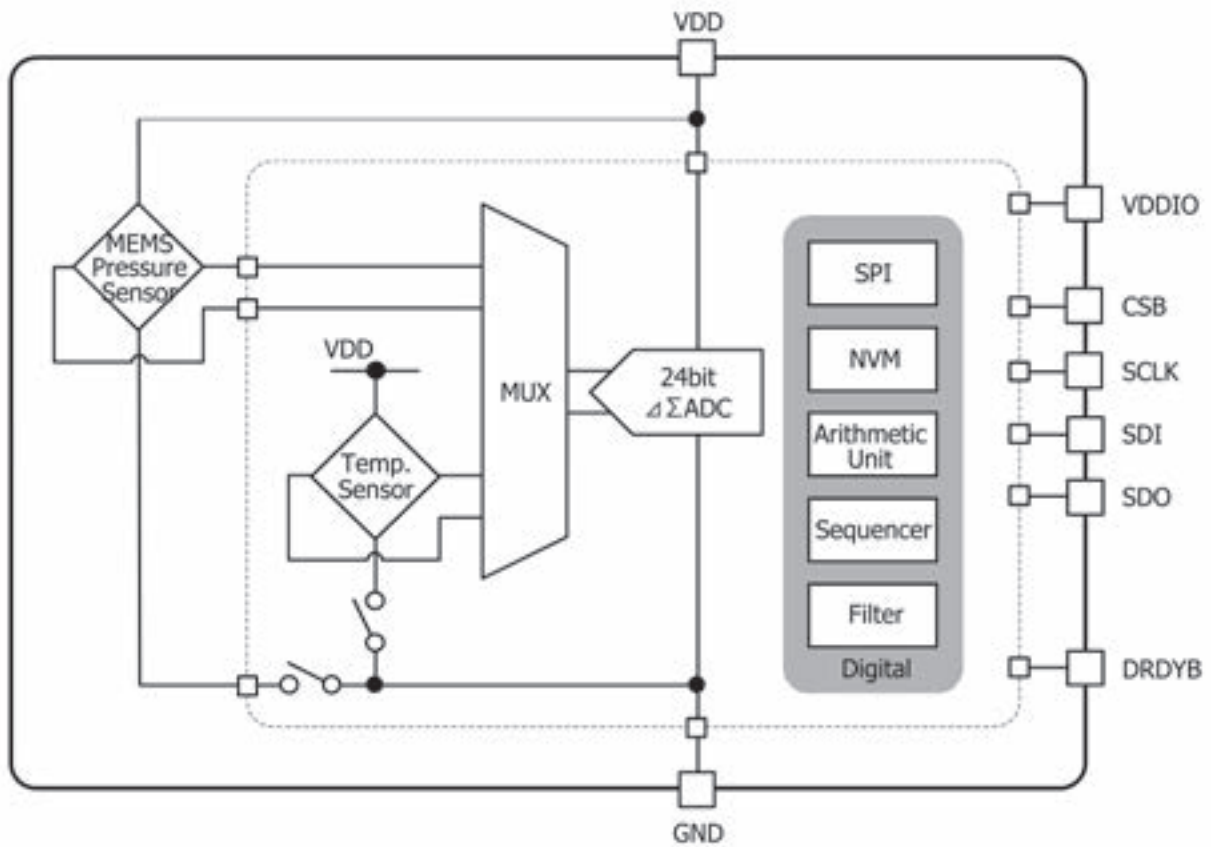 VDD
MEMS
Pressure
Sensor
VDD
Temp.
Sensor
MUX
24bit
⊿ΣADC
SPI
NVM
Arithmetic
Unit
Sequencer
Filter
Digital
VDDIO
CSB
SCLK
SDI
SDO
DRDYB
GND